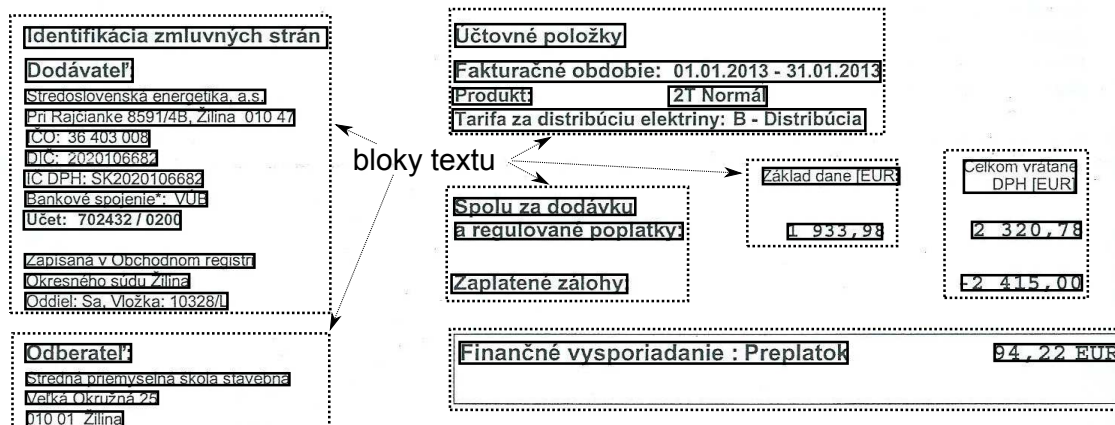 Identifikácia zmluvných strán
Dodávateľ:
Stredoslovenská energetika, a.s.
Pri Rajčianke 8591/4B, Žilina 010 47
IČO: 36 403 008
DIČ: 2020106682
IČ DPH: SK2020106682
Bankové spojenie*: VÚB
Účet: 702432 / 0200
Zapísaná v Obchodnom registri
Okresného súdu Žilina
Oddiel: Sa, Vložka: 10328/L
Odberateľ:
Stredná priemyselná škola stavebná
Veľká Okružná 25
010 01 Žilina
bloky textu
Účtovné položky
Fakturačné obdobie: 01.01.2013 - 31.01.2013
Produkt: 2T Normál
Tarifa za distribúciu elektriny: B - Distribúcia
Základ dane [EUR]
Celkom vrátane
DPH [EUR]
Spolu za dodávku
a regulované poplatky: 1 933,98 2 320,78
Zaplatené zálohy: -2 415,00
Finančné vysporiadanie : Preplatok 94,22 EUR